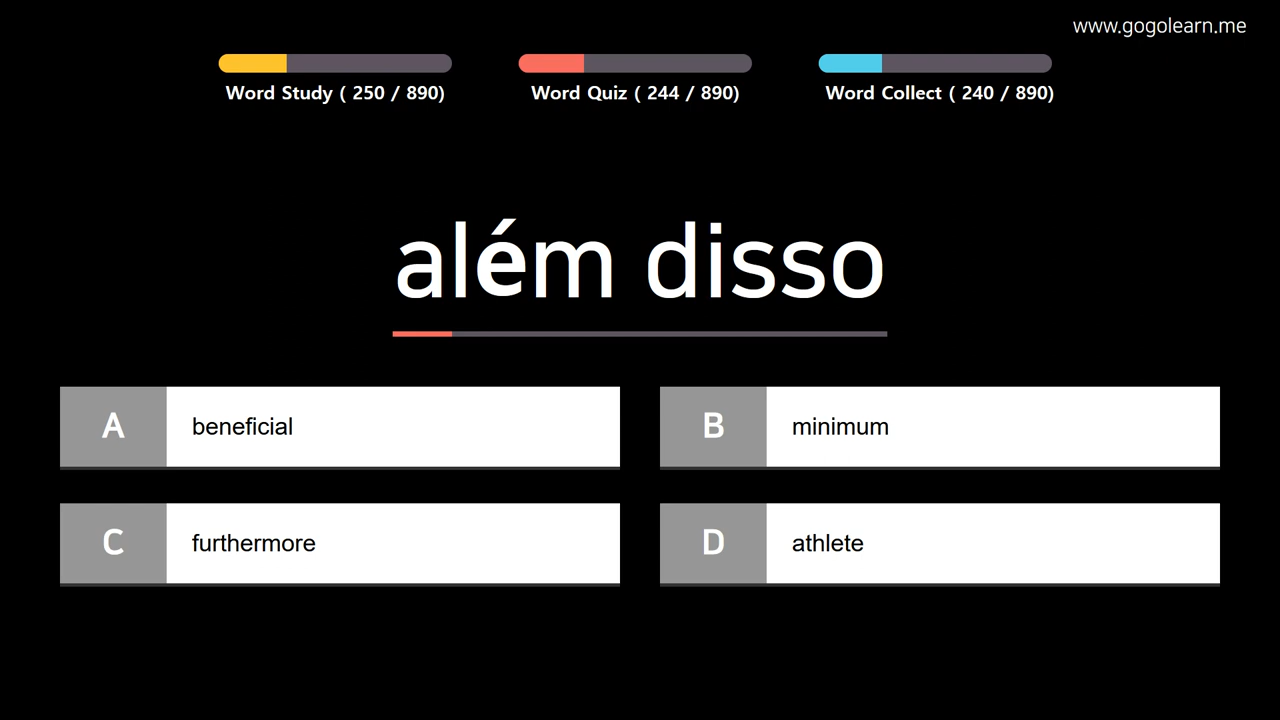 www.gogolearn.me
Word Study ( 250 / 890)
Word Quiz ( 244 / 890)
Word Collect ( 240 / 890)
além disso
A beneficial
B minimum
C furthermore
D athlete